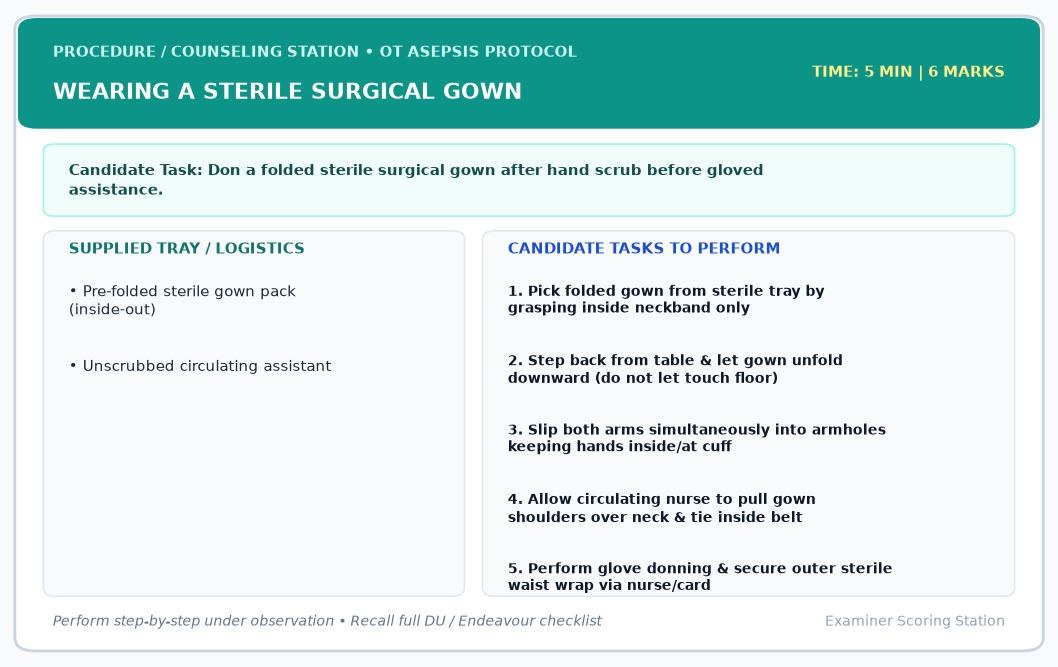 PROCEDURE / COUNSELING STATION • OT ASEPSIS PROTOCOL
WEARING A STERILE SURGICAL GOWN
TIME: 5 MIN | 6 MARKS
Candidate Task: Don a folded sterile surgical gown after hand scrub before gloved
assistance.
SUPPLIED TRAY / LOGISTICS
• Pre-folded sterile gown pack
(inside-out)
• Unscrubbed circulating assistant
CANDIDATE TASKS TO PERFORM
1. Pick folded gown from sterile tray by
grasping inside neckband only
2. Step back from table & let gown unfold
downward (do not let touch floor)
3. Slip both arms simultaneously into armholes
keeping hands inside/at cuff
4. Allow circulating nurse to pull gown
shoulders over neck & tie inside belt
5. Perform glove donning & secure outer sterile
waist wrap via nurse/card
Perform step-by-step under observation • Recall full DU / Endeavour checklist
Examiner Scoring Station